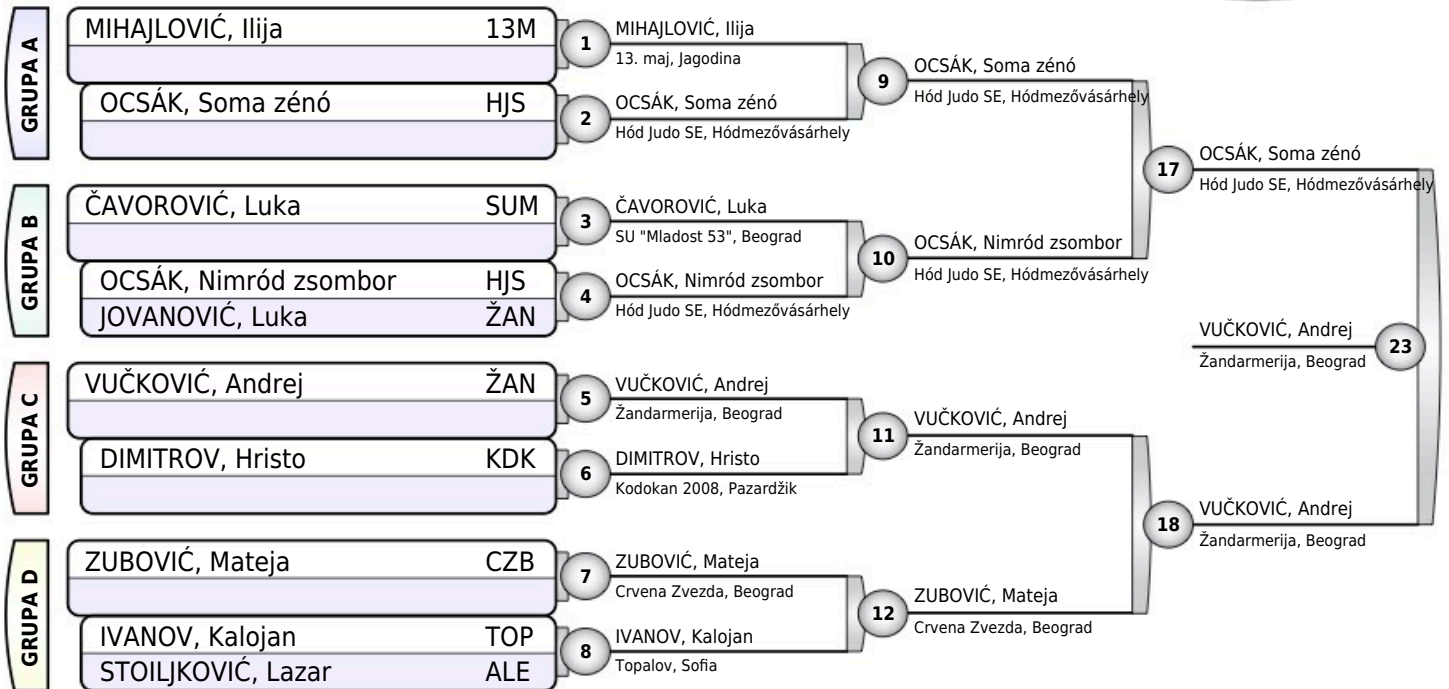 GRUPA A
MIHAJLOVIĆ, Ilija 13M
OCSÁK, Soma zénó HJS
GRUPA B
ČAVOROVIĆ, Luka SUM
OCSÁK, Nimród zsombor HJS
JOVANOVIĆ, Luka ŽAN
GRUPA C
VUČKOVIĆ, Andrej ŽAN
DIMITROV, Hristo KDK
GRUPA D
ZUBOVIĆ, Mateja CZB
IVANOV, Kalojan TOP
STOILJKOVIĆ, Lazar ALE
1
MIHAJLOVIĆ, Ilija
13. maj, Jagodina
2
OCSÁK, Soma zénó
Hód Judo SE, Hódmezővásárhely
3
ČAVOROVIĆ, Luka
SU "Mladost 53", Beograd
4
OCSÁK, Nimród zsombor
Hód Judo SE, Hódmezővásárhely
5
VUČKOVIĆ, Andrej
Žandarmerija, Beograd
6
DIMITROV, Hristo
Kodokan 2008, Pazardžik
7
ZUBOVIĆ, Mateja
Crvena Zvezda, Beograd
8
IVANOV, Kalojan
Topalov, Sofia
9
OCSÁK, Soma zénó
Hód Judo SE, Hódmezővásárhely
10
OCSÁK, Nimród zsombor
Hód Judo SE, Hódmezővásárhely
11
VUČKOVIĆ, Andrej
Žandarmerija, Beograd
12
ZUBOVIĆ, Mateja
Crvena Zvezda, Beograd
17
OCSÁK, Soma zénó
Hód Judo SE, Hódmezővásárhely
18
VUČKOVIĆ, Andrej
Žandarmerija, Beograd
VUČKOVIĆ, Andrej
Žandarmerija, Beograd
23